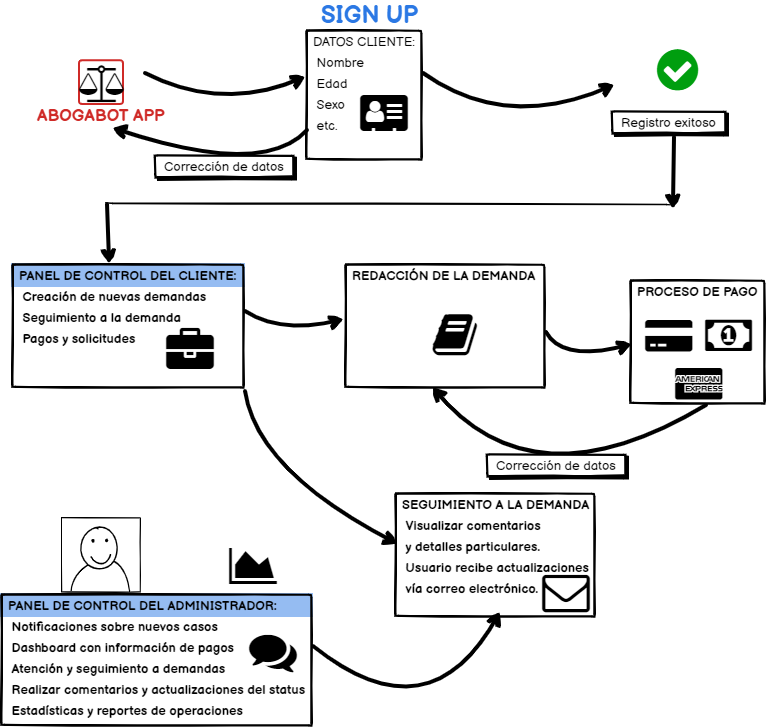 SIGN UP
DATOS CLIENTE:
Nombre
Edad
Sexo
etc.
ABOGABOT APP
Corrección de datos
Registro exitoso
PANEL DE CONTROL DEL CLIENTE:
Creación de nuevas demandas
Seguimiento a la demanda
Pagos y solicitudes
REDACCIÓN DE LA DEMANDA
PROCESO DE PAGO
1
AMERICAN
EXPRESS
Corrección de datos
SEGUIMIENTO A LA DEMANDA
Visualizar comentarios
y detalles particulares.
Usuario recibe actualizaciones
vía correo electrónico.
PANEL DE CONTROL DEL ADMINISTRADOR:
Notificaciones sobre nuevos casos
Dashboard con información de pagos
Atención y seguimiento a demandas
Realizar comentarios y actualizaciones del status
Estadísticas y reportes de operaciones